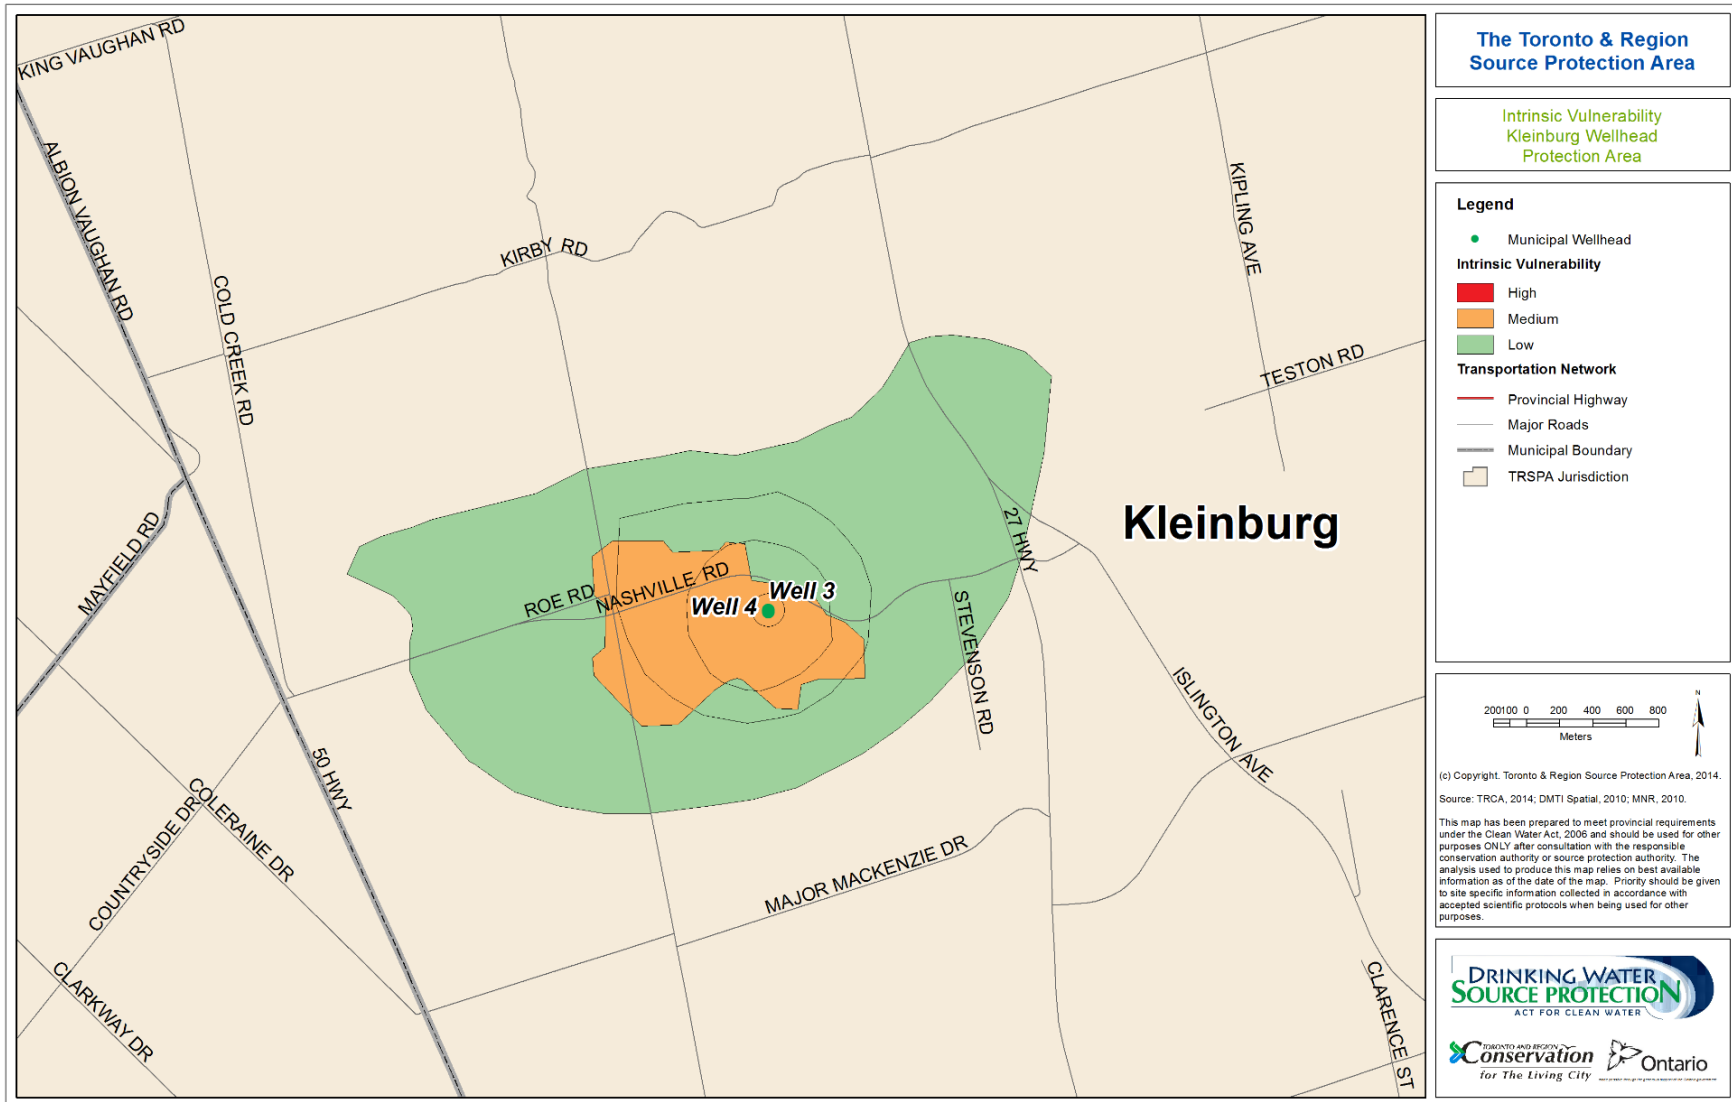 KING VAUGHAN RD
ALBION VAUGHAN RD
COLD CREEK RD
KIRBY RD
KIPLING AVE
TESTON RD
MAYFIELD RD
Kleinburg
27 HWY
ROE RD
NASHVILLE RD
Well 4
Well 3
STEVENSON RD
ISLINGTON AVE
50 HWY
COUNTRYSIDE DR
COLERAINE DR
MAJOR MACKENZIE DR
CLARKWAY DR
CLARENCE ST
The Toronto & Region
Source Protection Area
Intrinsic Vulnerability
Kleinburg Wellhead
Protection Area
Legend
Municipal Wellhead
Intrinsic Vulnerability
High
Medium
Low
Transportation Network
Provincial Highway
Major Roads
Municipal Boundary
TRSPA Jurisdiction
N
200100 0 200 400 600 800
Meters
(c) Copyright. Toronto & Region Source Protection Area, 2014.
Source: TRCA, 2014; DMTI Spatial, 2010; MNR, 2010.
This map has been prepared to meet provincial requirements
under the Clean Water Act, 2006 and should be used for other
purposes ONLY after consultation with the responsible
conservation authority or source protection authority. The
analysis used to produce this map relies on best available
information as of the date of the map. Priority should be given
to site specific information collected in accordance with
accepted scientific protocols when being used for other
purposes.
DRINKING WATER
SOURCE PROTECTION
ACT FOR CLEAN WATER
TORONTO AND REGION
Conservation
for The Living City
Ontario